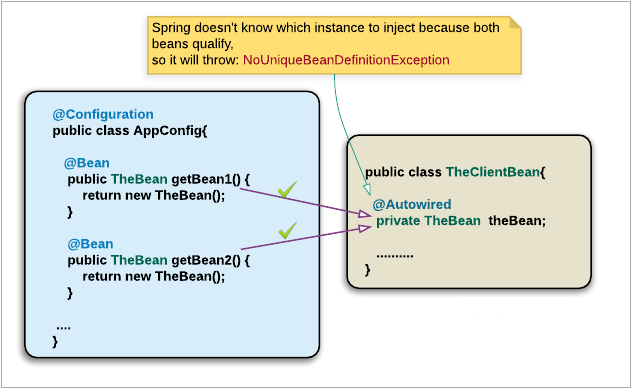 Spring doesn't know which instance to inject because both
beans qualify,
so it will throw: NoUniqueBeanDefinitionException
@Configuration
public class AppConfig{
@Bean
public TheBean getBean1() {
return new TheBean();
}
@Bean
public TheBean getBean2() {
return new TheBean();
}
....
}
public class TheClientBean{
@Autowired
private TheBean theBean;
..........
}